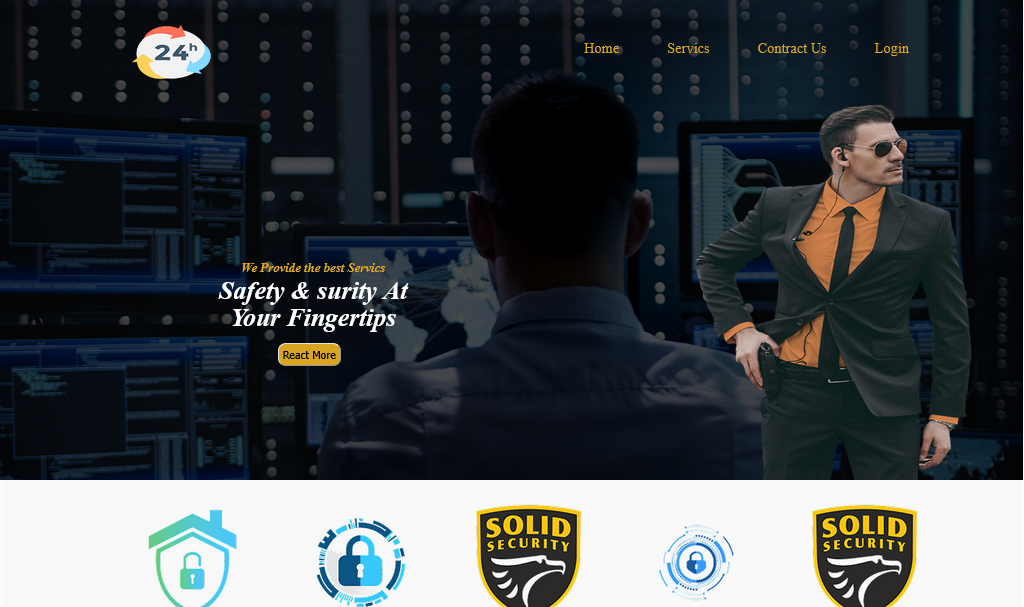 24h
Home Servics Contract Us Login
We Provide the best Servics
Safety & surity At
Your Fingertips
React More
SOLID
SECURITY
SOLID
SECURITY